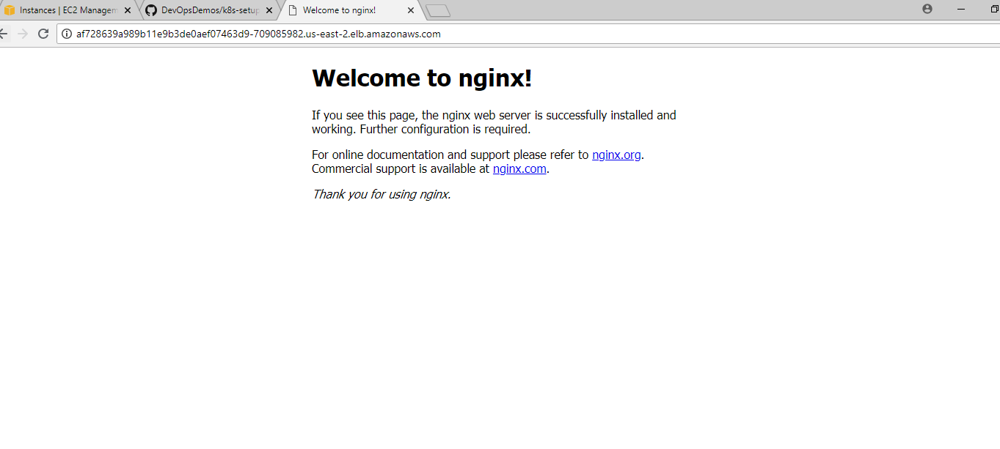 Instances | EC2 Managem
DevOpsDemos/k8s-setup
Welcome to nginx!
af728639a989b11e9b3de0aef07463d9-709085982.us-east-2.elb.amazonaws.com
Welcome to nginx!
If you see this page, the nginx web server is successfully installed and
working. Further configuration is required.
For online documentation and support please refer to nginx.org.
Commercial support is available at nginx.com.
Thank you for using nginx.